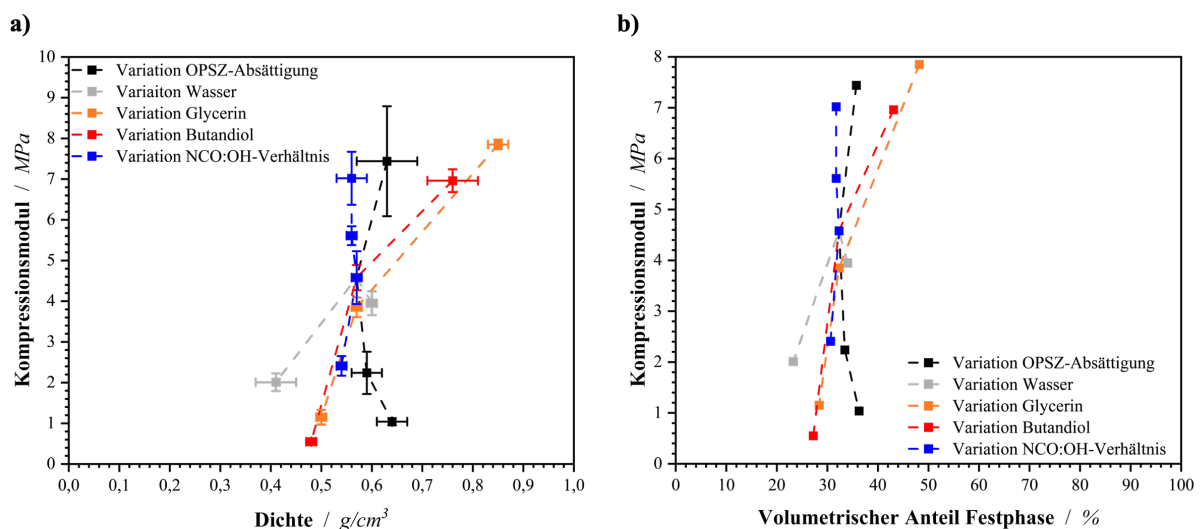 a)
10
9
8
7
6
5
4
3
2
1
0
Kompressionsmodul / MPa
Variation OPSZ-Absättigung
Variaiton Wasser
Variation Glycerin
Variation Butandiol
Variation NCO:OH-Verhältnis
0,0 0,1 0,2 0,3 0,4 0,5 0,6 0,7 0,8 0,9 1,0
Dichte / g/cm³
b)
8
7
6
5
4
3
2
1
0
Kompressionsmodul / MPa
Variation OPSZ-Absättigung
Variation Wasser
Variation Glycerin
Variation Butandiol
Variation NCO:OH-Verhältnis
0 10 20 30 40 50 60 70 80 90 100
Volumetrischer Anteil Festphase / %